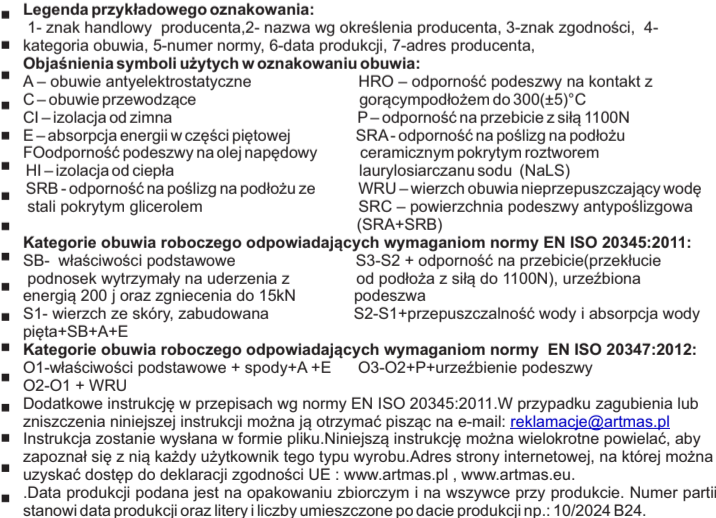 Legenda przykładowego oznakowania:
1- znak handlowy producenta,2- nazwa wg określenia producenta, 3-znak zgodności, 4-
kategoria obuwia, 5-numer normy, 6-data produkcji, 7-adres producenta,
Objaśnienia symboli użytych w oznakowaniu obuwia:
A – obuwie antyelektrostatyczne
C – obuwie przewodzące
CI – izolacja od zimna
E – absorpcja energii w części piętowej
FOodporność podeszwy na olej napędowy
HI – izolacja od ciepła
SRB - odporność na poślizg na podłożu ze
stali pokrytym glicerolem
HRO – odporność podeszwy na kontakt z
gorącympodłożem do 300(±5)°C
P – odporność na przebicie z siłą 1100N
SRA - odporność na poślizg na podłożu
ceramicznym pokrytym roztworem
laurylosiarczanu sodu (NaLS)
WRU – wierzch obuwia nieprzepuszczający wodę
SRC – powierzchnia podeszwy antypoślizgowa
(SRA+SRB)
Kategorie obuwia roboczego odpowiadających wymaganiom normy EN ISO 20345:2011:
SB- właściwości podstawowe
podnosek wytrzymały na uderzenia z
energią 200 j oraz zgniecenia do 15kN
S1- wierzch ze skóry, zabudowana
pięta+SB+A+E
S3-S2 + odporność na przebicie(przekłucie
od podłoża z siłą do 1100N), urzeźbiona
podeszwa
S2-S1+przepuszczalność wody i absorpcja wody
Kategorie obuwia roboczego odpowiadających wymaganiom normy EN ISO 20347:2012:
O1-właściwości podstawowe + spody+A +E
O2-O1 + WRU
O3-O2+P+urzeźbienie podeszwy
Dodatkowe instrukcję w przepisach wg normy EN ISO 20345:2011.W przypadku zagubienia lub
zniszczenia niniejszej instrukcji można ją otrzymać pisząc na e-mail: reklamacje@artmas.pl
Instrukcja zostanie wysłana w formie pliku.Niniejszą instrukcję można wielokrotne powielać, aby
zapoznał się z nią każdy użytkownik tego typu wyrobu.Adres strony internetowej, na której można
uzyskać dostęp do deklaracji zgodności UE : www.artmas.pl , www.artmas.eu.
.Data produkcji podana jest na opakowaniu zbiorczym i na wszywce przy produkcie. Numer partii
stanowi data produkcji oraz litery i liczby umieszczone po dacie produkcji np.: 10/2024 B24.